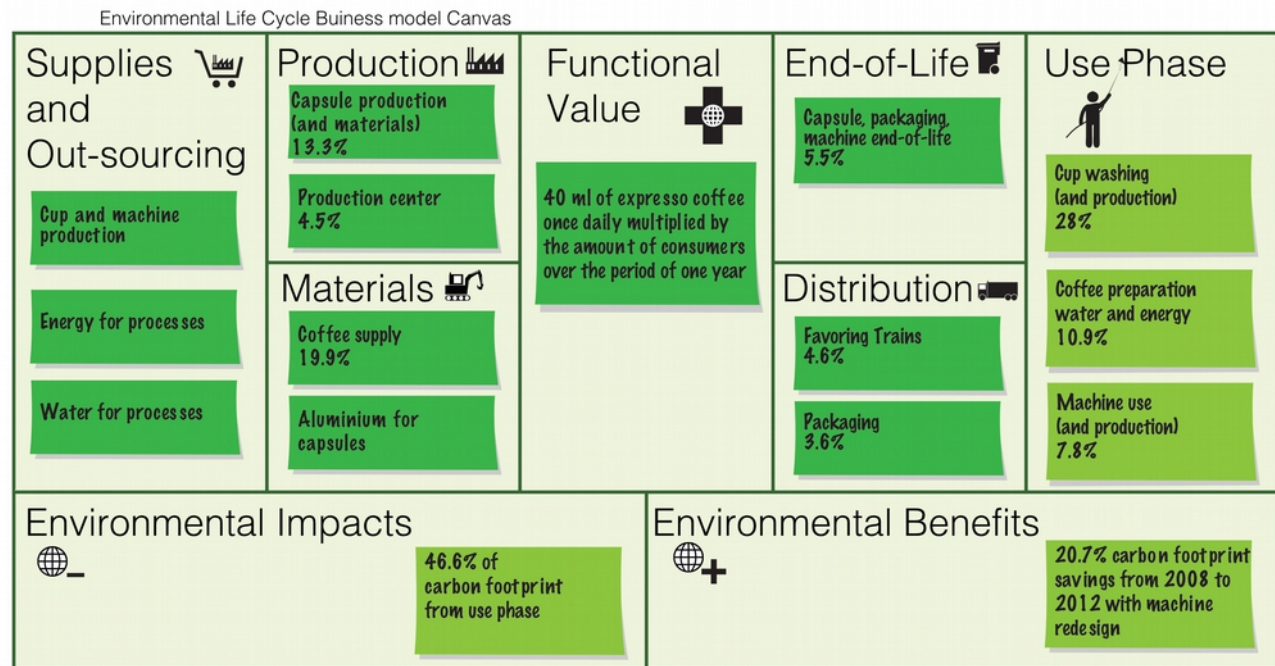 Environmental Life Cycle Buiness model Canvas
Supplies
and
Out-sourcing
Cup and machine
production
Energy for processes
Water for processes
Production
Capsule production
(and materials)
13.3%
Production center
4.5%
Materials
Coffee supply
19.9%
Aluminium for
capsules
Functional
Value
40 ml of expresso coffee
once daily multiplied by
the amount of consumers
over the period of one year
End-of-Life
Capsule, packaging,
machine end-of-life
5.5%
Distribution
Favoring Trains
4.6%
Packaging
3.6%
Use Phase
Cup washing
(and production)
28%
Coffee preparation
water and energy
10.9%
Machine use
(and production)
7.8%
Environmental Impacts
46.6% of
carbon footprint
from use phase
Environmental Benefits
20.7% carbon footprint
savings from 2008 to
2012 with machine
redesign